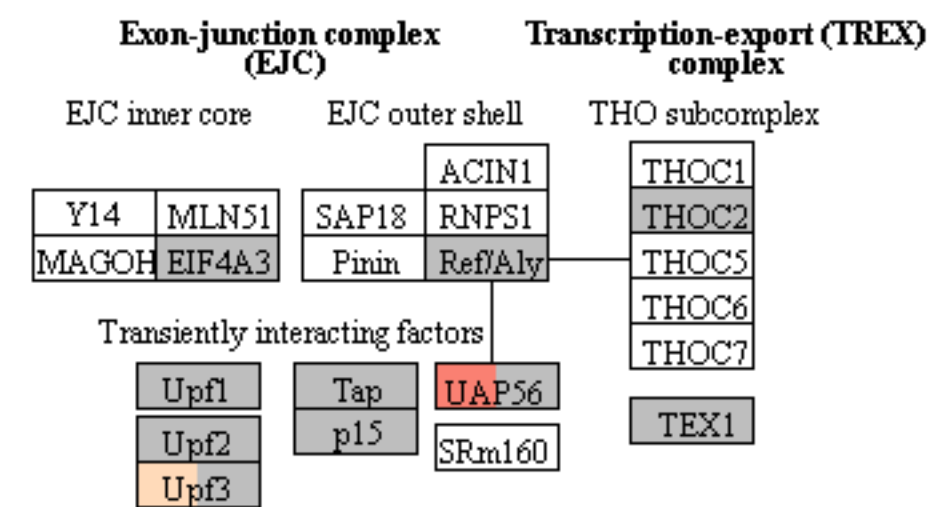 Exon-junction complex
(EJC)
Transcription-export (TREX)
complex
EJC inner core
EJC outer shell
THO subcomplex
Y14
MLN51
MAGOH
EIF4A3
ACIN1
SAP18
RNPS1
Pinin
Ref/Aly
THOC1
THOC2
THOC5
THOC6
THOC7
Transiently interacting factors
Upf1
Upf2
Upf3
Tap
p15
UAP56
SRm160
TEX1